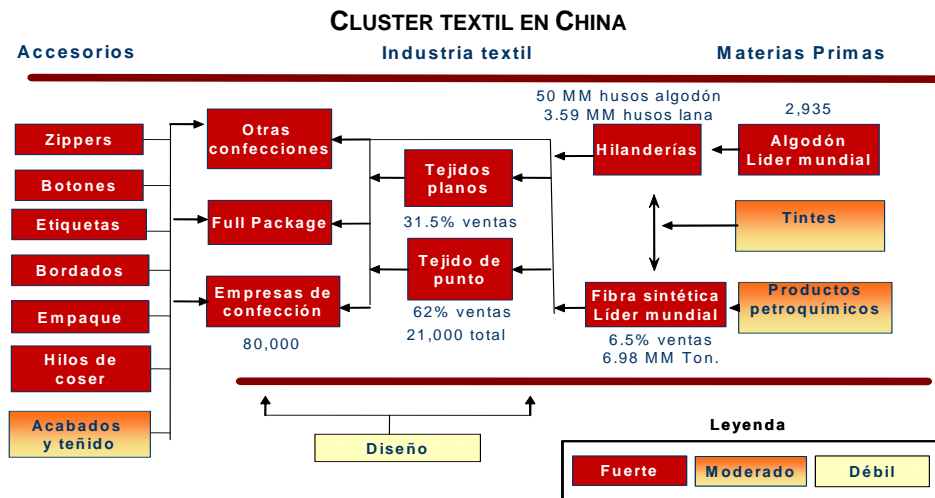 CLUSTER TEXTIL EN CHINA
Accesorios
Industria textil
Materias Primas
50 MM husos algodón
3.59 MM husos lana
2,935
Zippers
Botones
Etiquetas
Bordados
Empaque
Hilos de
coser
Acabados
y teñido
Otras
confecciones
Full Package
Empresas de
confección
80,000
Tejidos
planos
31.5% ventas
Tejido de
punto
62% ventas
21,000 total
Hilanderías
Algodón
Lider mundial
Tintes
Fibra sintética
Líder mundial
6.5% ventas
6.98 MM Ton.
Productos
petroquímicos
Diseño
Leyenda
Fuerte
Moderado
Débil